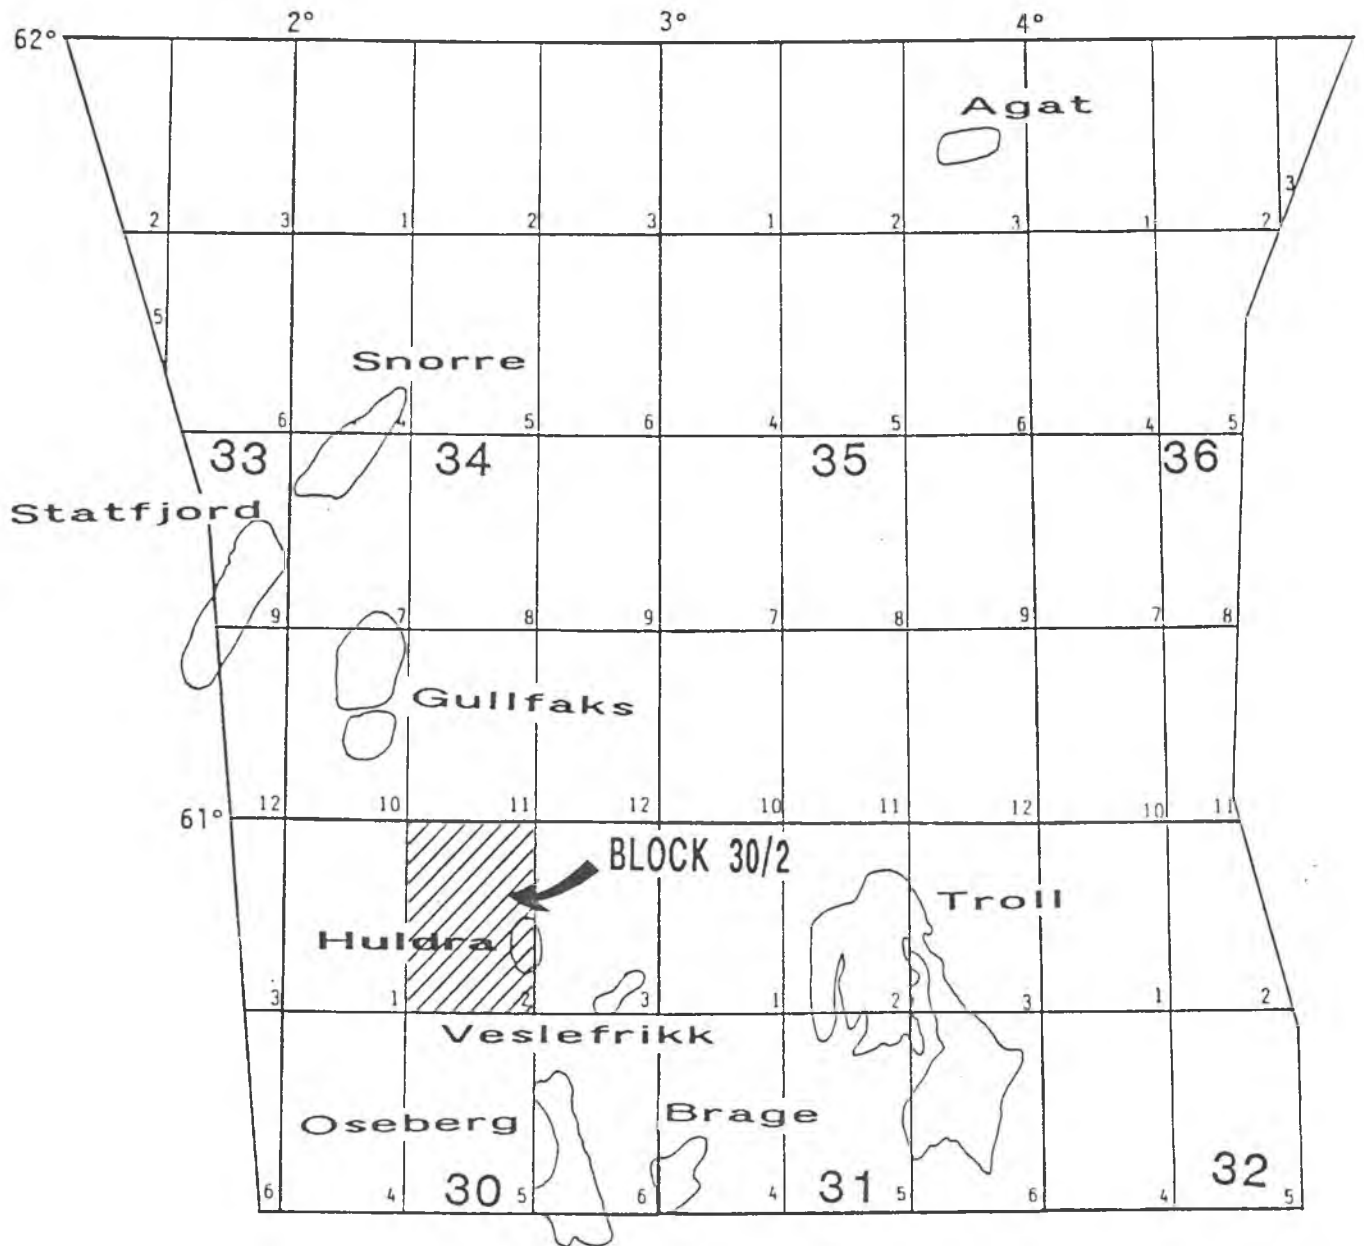 2° 3° 4°
62°
Agat
3
2 3 1 2 3 1 2 3 1 2
5
Snorre
6 4 5 6 4 5 6 4 5
33 34 35 36
Statfjord
9 7 8 9 7 8 9 7 8
Gullfaks
12 10 11 12 10 11 12 10 11
61°
BLOCK 30/2
Troll
Huldra
3 1 2 3 1 2 3 1 2
Veslefrikk
Oseberg Brage
30 31 32
6 4 5 6 4 5 6 4 5